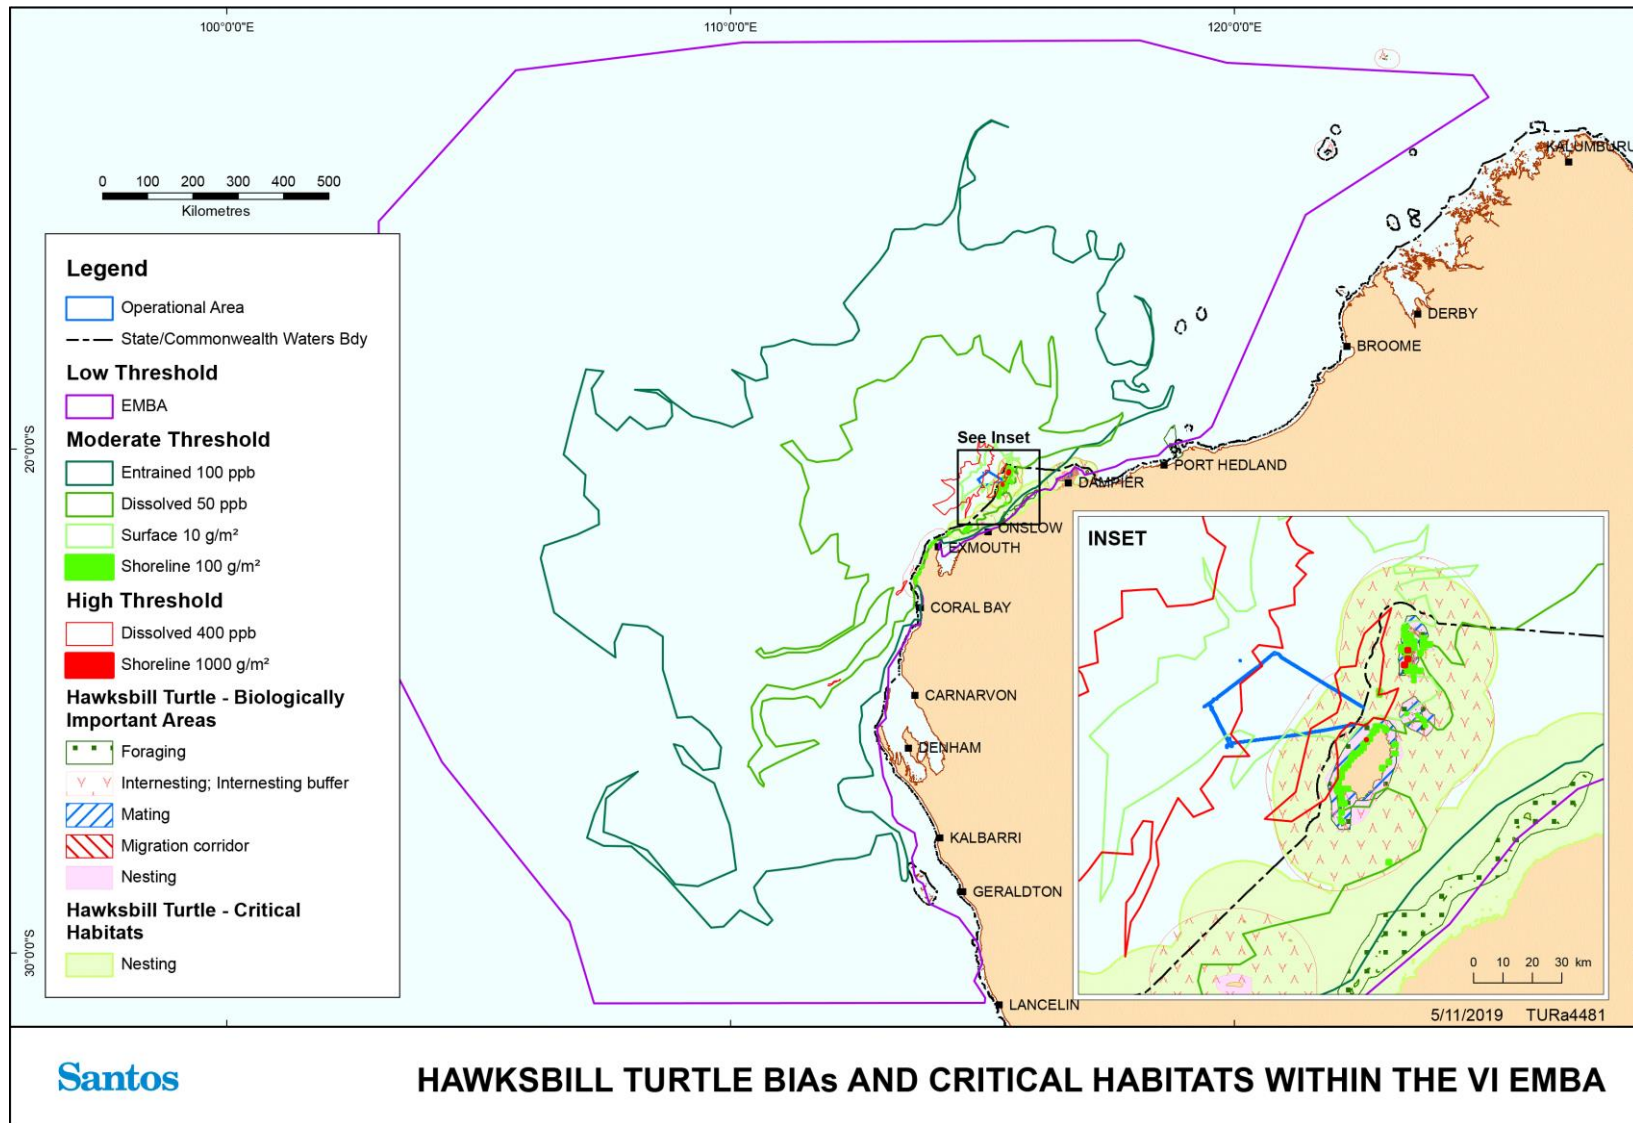 100°0'0"E 110°0'0"E 120°0'0"E
0 100 200 300 400 500
Kilometres
20°0'0"S
30°0'0"S
Legend
Operational Area
State/Commonwealth Waters Bdy
Low Threshold
EMBA
Moderate Threshold
Entrained 100 ppb
Dissolved 50 ppb
Surface 10 g/m²
Shoreline 100 g/m²
High Threshold
Dissolved 400 ppb
Shoreline 1000 g/m²
Hawksbill Turtle - Biologically
Important Areas
Foraging
Internesting; Internesting buffer
Mating
Migration corridor
Nesting
Hawksbill Turtle - Critical
Habitats
Nesting
KALUMBURU
DERBY
BROOME
See Inset
PORT HEDLAND
DAMPIER
ONSLOW
EXMOUTH
CORAL BAY
CARNARVON
DENHAM
KALBARRI
GERALDTON
LANCELIN
INSET
0 10 20 30 km
5/11/2019 TURa4481
Santos
HAWKSBILL TURTLE BIAs AND CRITICAL HABITATS WITHIN THE VI EMBA